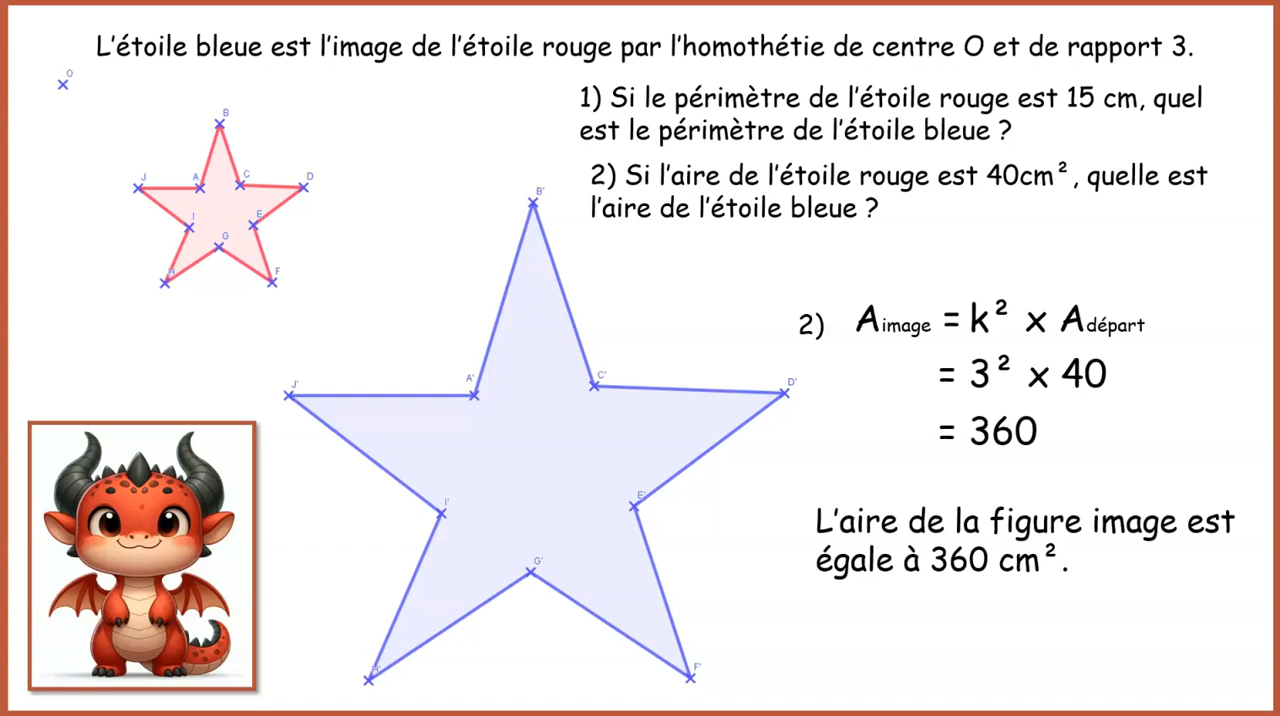 L'étoile bleue est l'image de l'étoile rouge par l'homothétie de centre O et de rapport 3.
O
1) Si le périmètre de l'étoile rouge est 15 cm, quel
est le périmètre de l'étoile bleue ?
2) Si l'aire de l'étoile rouge est 40cm², quelle est
l'aire de l'étoile bleue ?
B
J
A
C
D
I
E
G
H
F
B'
J'
A'
C'
D'
I'
E'
G'
H'
F'
2) Aimage = k² x Adépart
= 3² x 40
= 360
L'aire de la figure image est
égale à 360 cm².